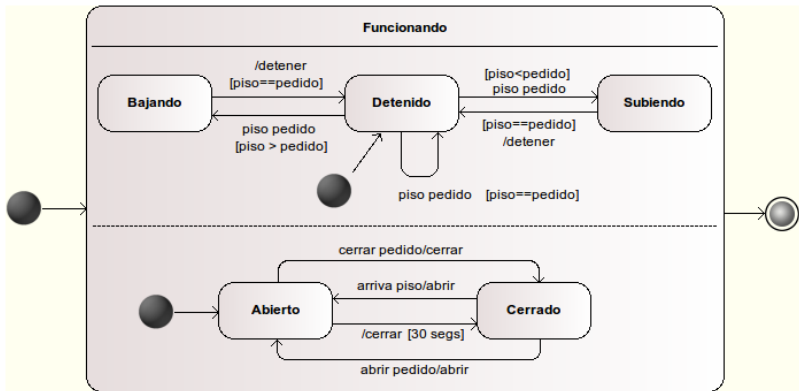 Funcionando
/detener
[piso==pedido]
[piso<pedido]
piso pedido
Bajando
Detenido
Subiendo
piso pedido
[piso > pedido]
[piso==pedido]
/detener
piso pedido [piso==pedido]
cerrar pedido/cerrar
arriva piso/abrir
Abierto
Cerrado
/cerrar [30 segs]
abrir pedido/abrir